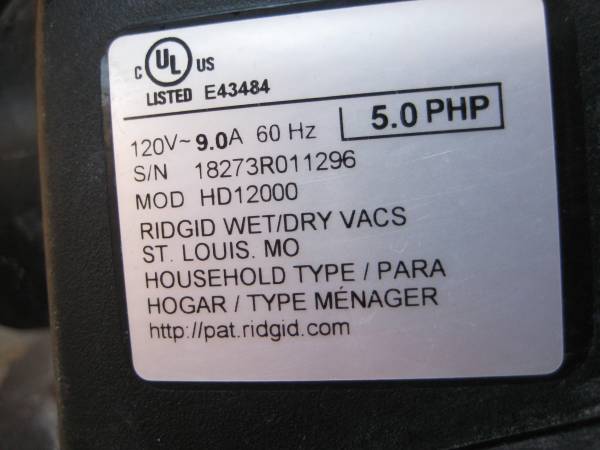 C UL US
LISTED E43484
120V~ 9.0A 60 Hz 5.0 PHP
S/N 18273R011296
MOD HD12000
RIDGID WET/DRY VACS
ST. LOUIS. MO
HOUSEHOLD TYPE / PARA
HOGAR / TYPE MÉNAGER
http://pat.ridgid.com